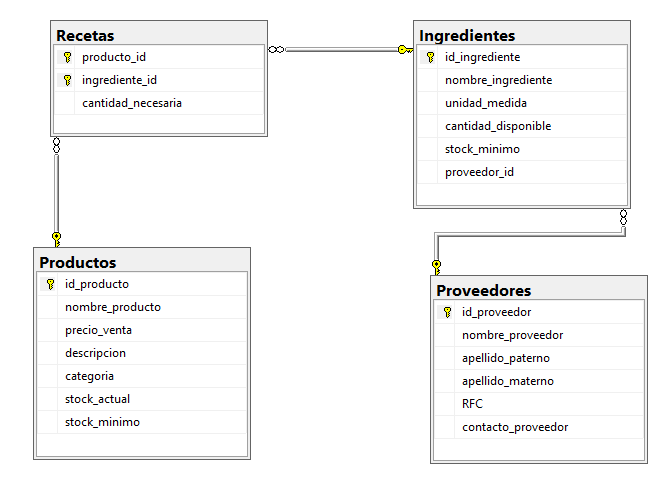 Recetas
producto_id
ingrediente_id
cantidad_necesaria
Ingredientes
id_ingrediente
nombre_ingrediente
unidad_medida
cantidad_disponible
stock_minimo
proveedor_id
Productos
id_producto
nombre_producto
precio_venta
descripcion
categoria
stock_actual
stock_minimo
Proveedores
id_proveedor
nombre_proveedor
apellido_paterno
apellido_materno
RFC
contacto_proveedor